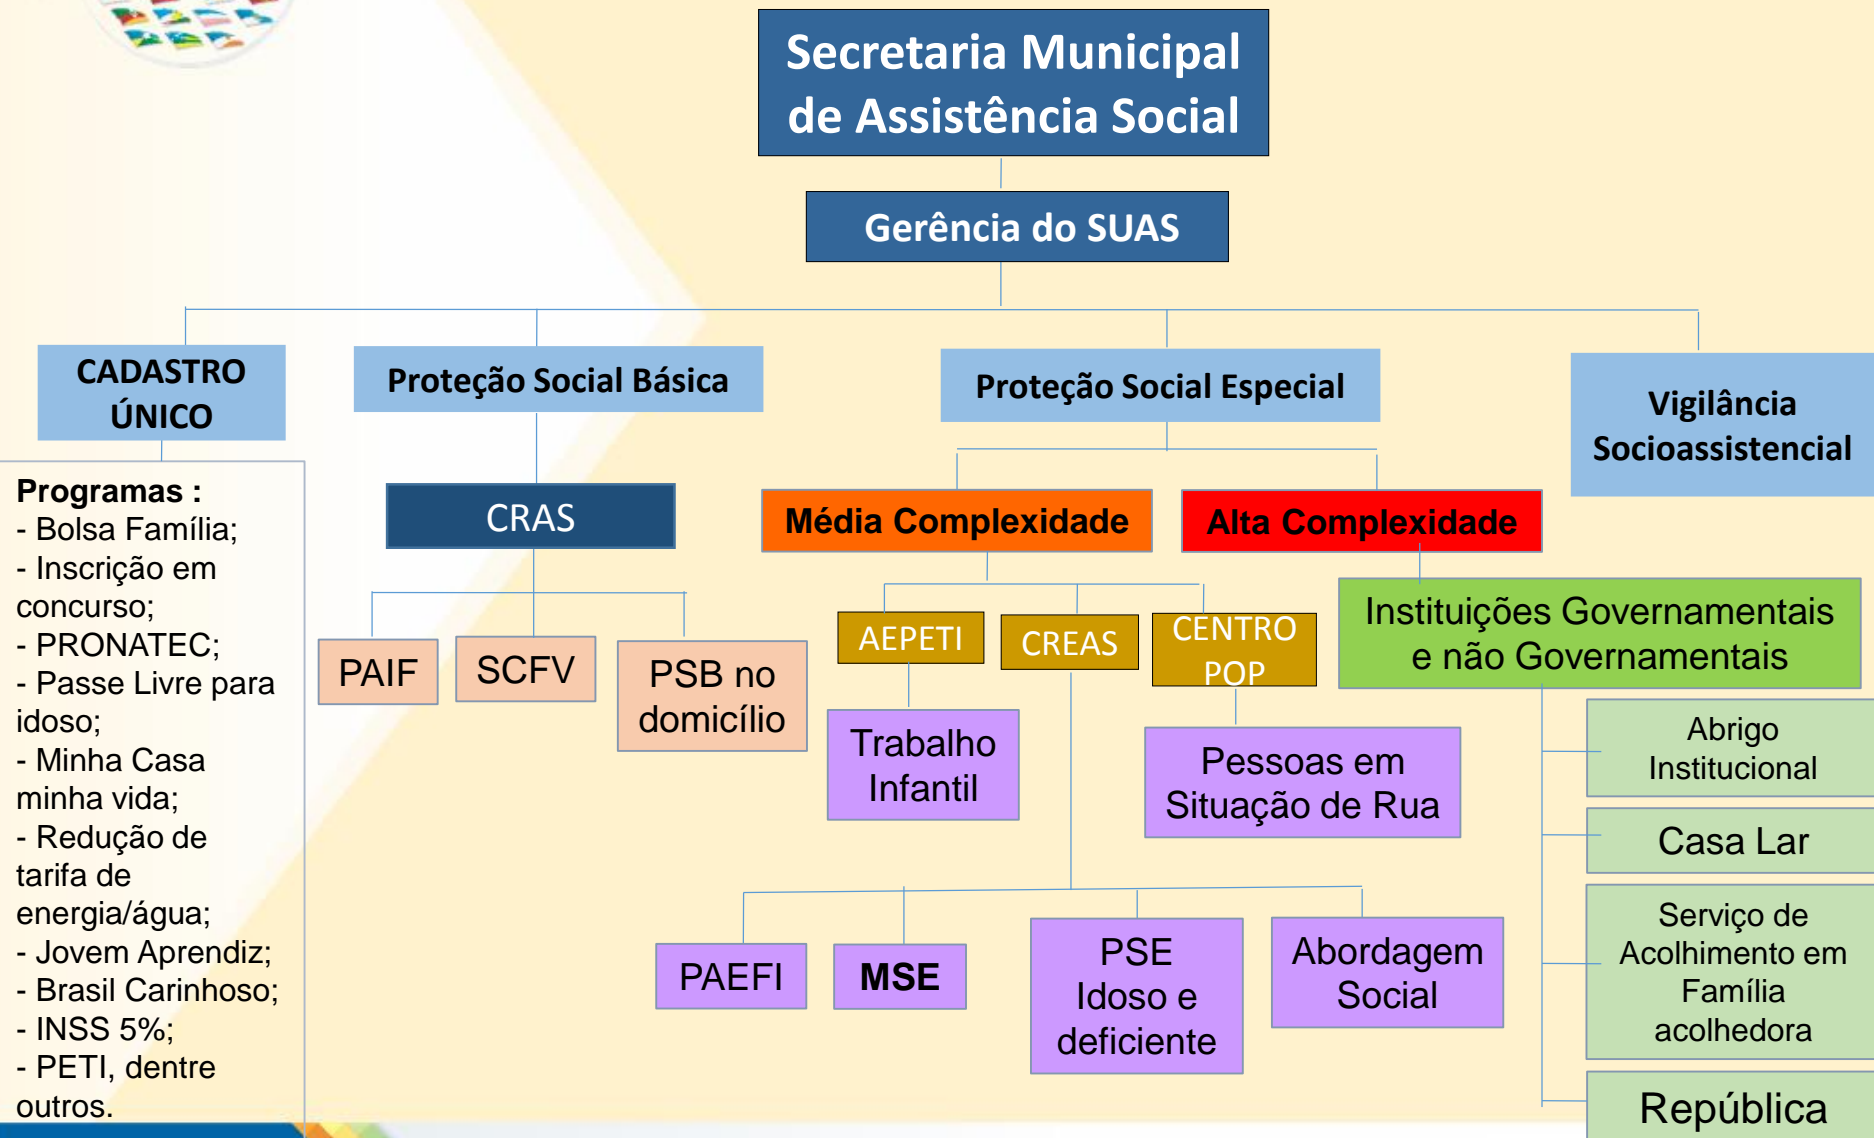 Secretaria Municipal
de Assistência Social
Gerência do SUAS
CADASTRO
ÚNICO
Proteção Social Básica
Proteção Social Especial
Vigilância
Socioassistencial
Programas :
- Bolsa Família;
- Inscrição em
concurso;
- PRONATEC;
- Passe Livre para
idoso;
- Minha Casa
minha vida;
- Redução de
tarifa de
energia/água;
- Jovem Aprendiz;
- Brasil Carinhoso;
- INSS 5%;
- PETI, dentre
outros.
CRAS
PAIF
SCFV
PSB no
domicílio
Média Complexidade
Alta Complexidade
AEPETI
CREAS
CENTRO
POP
Trabalho
Infantil
Pessoas em
Situação de Rua
PAEFI
MSE
PSE
Idoso e
deficiente
Abordagem
Social
Instituições Governamentais
e não Governamentais
Abrigo
Institucional
Casa Lar
Serviço de
Acolhimento em
Família
acolhedora
República